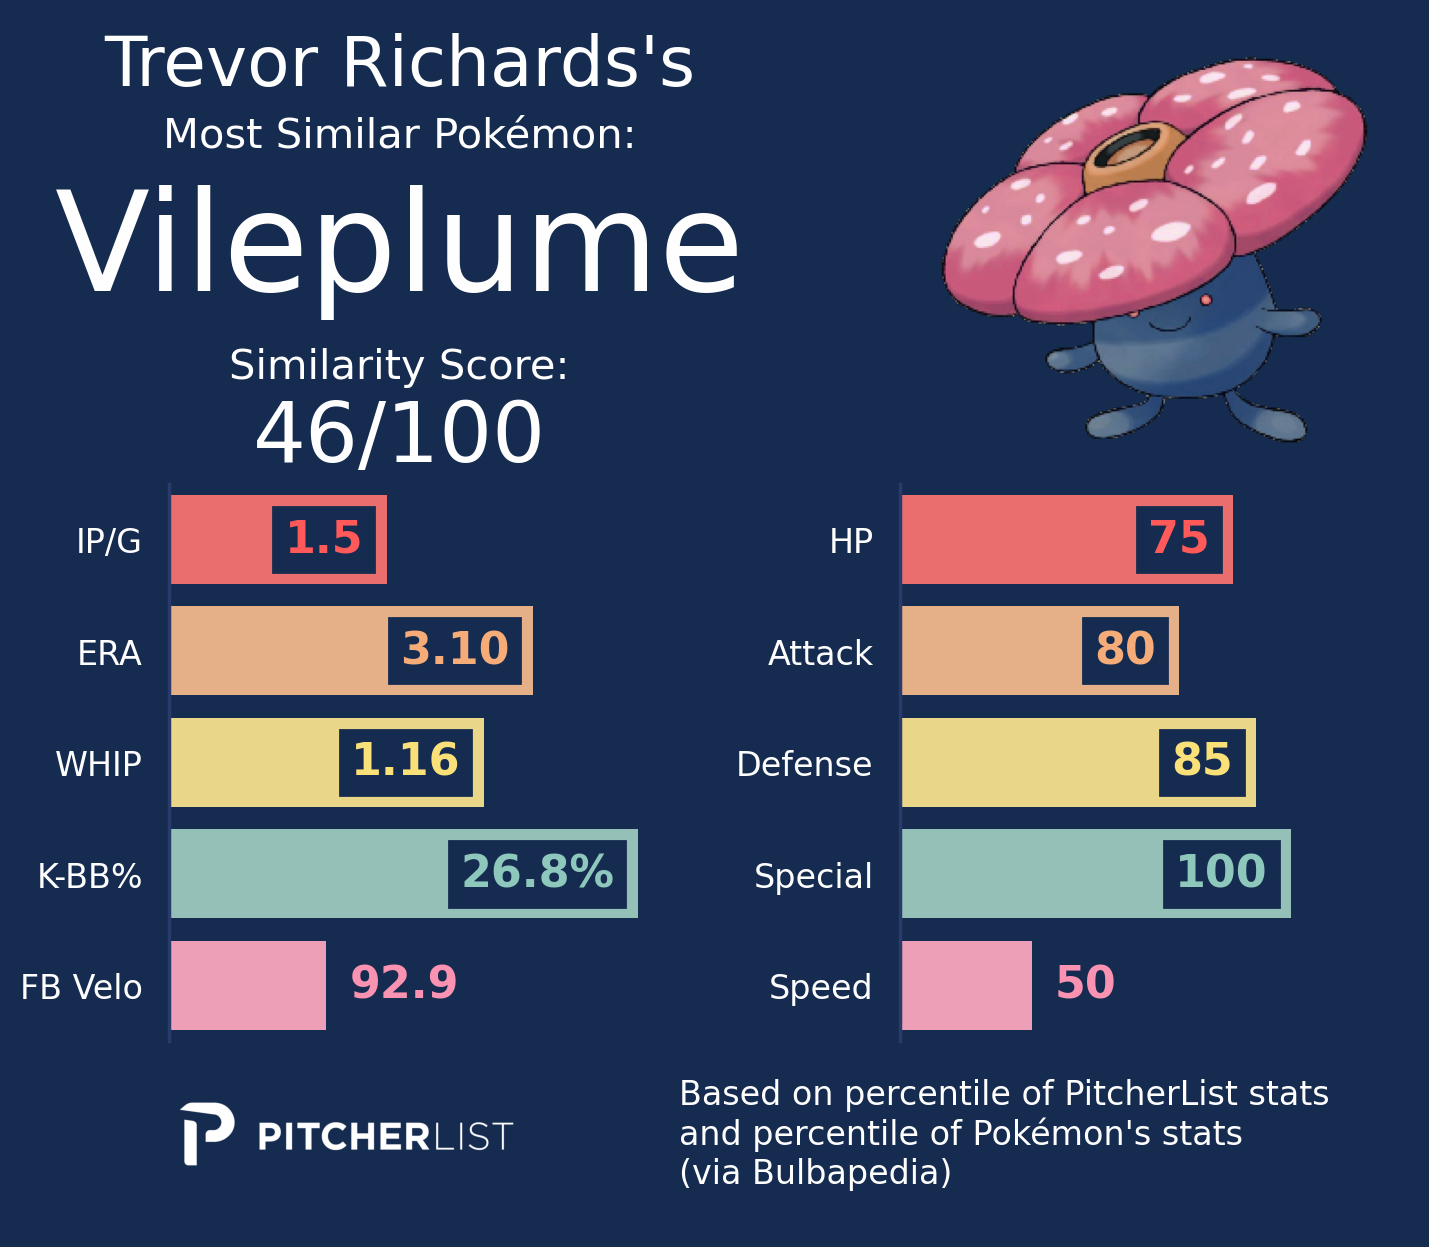 Trevor Richards's
Most Similar Pokémon:
Vileplume
Similarity Score:
46/100
IP/G 1.5
ERA 3.10
WHIP 1.16
K-BB% 26.8%
FB Velo 92.9
HP 75
Attack 80
Defense 85
Special 100
Speed 50
PITCHERLIST
Based on percentile of PitcherList stats
and percentile of Pokémon's stats
(via Bulbapedia)